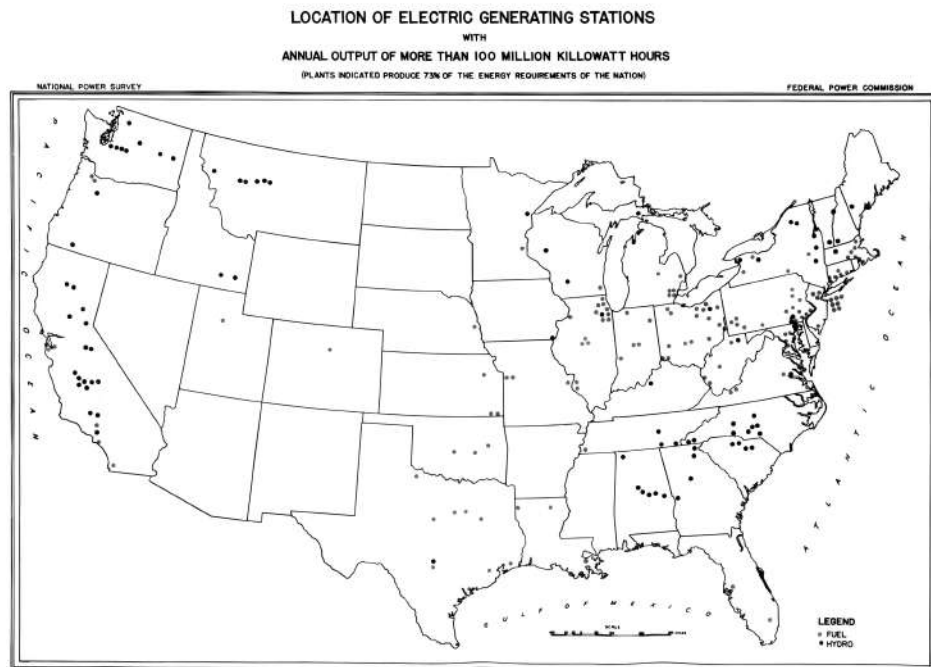 LOCATION OF ELECTRIC GENERATING STATIONS
WITH
ANNUAL OUTPUT OF MORE THAN 100 MILLION KILLOWATT HOURS
(PLANTS INDICATED PRODUCE 73% OF THE ENERGY REQUIREMENTS OF THE NATION)
NATIONAL POWER SURVEY
FEDERAL POWER COMMISSION
PACIFIC OCEAN
ATLANTIC OCEAN
GULF OF MEXICO
SCALE
LEGEND
FUEL
HYDRO